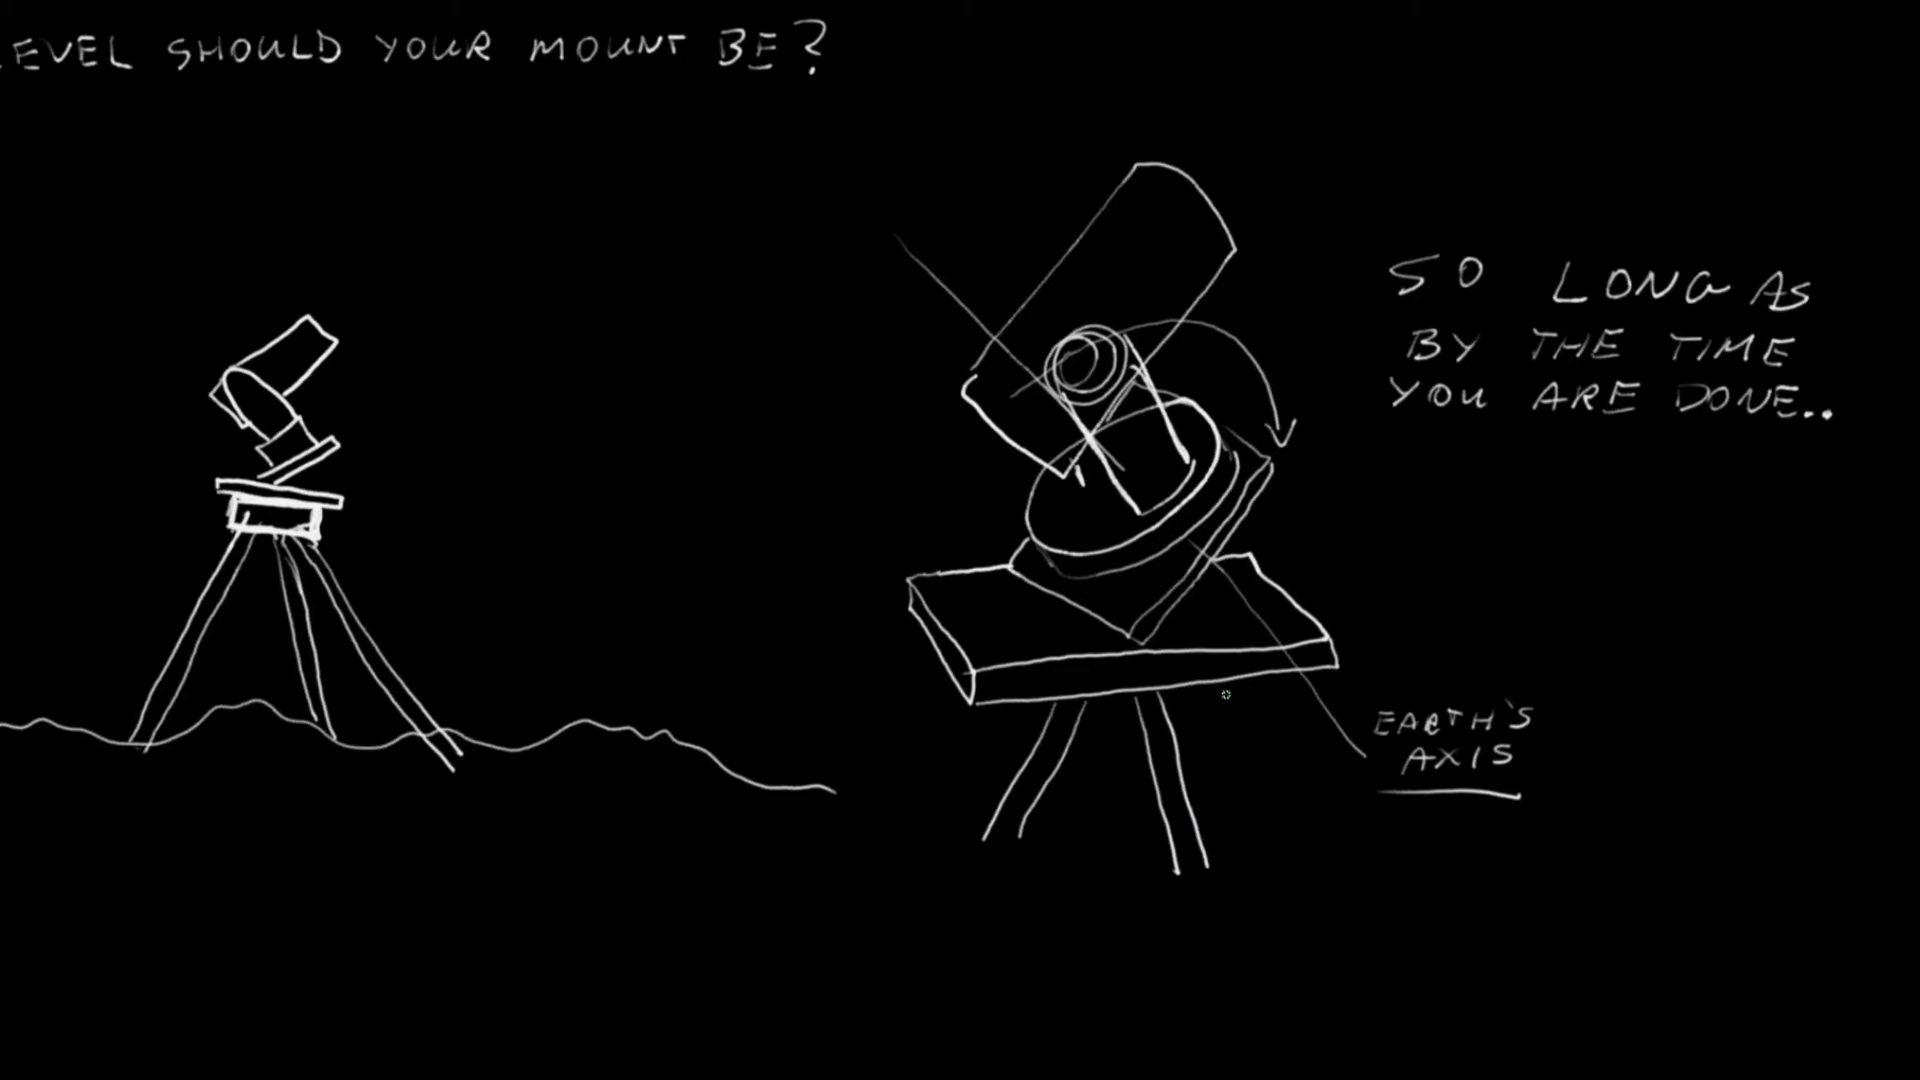 EVEL SHOULD YOUR MOUNT BE?
SO LONG AS
BY THE TIME
YOU ARE DONE..
EARTH'S
AXIS